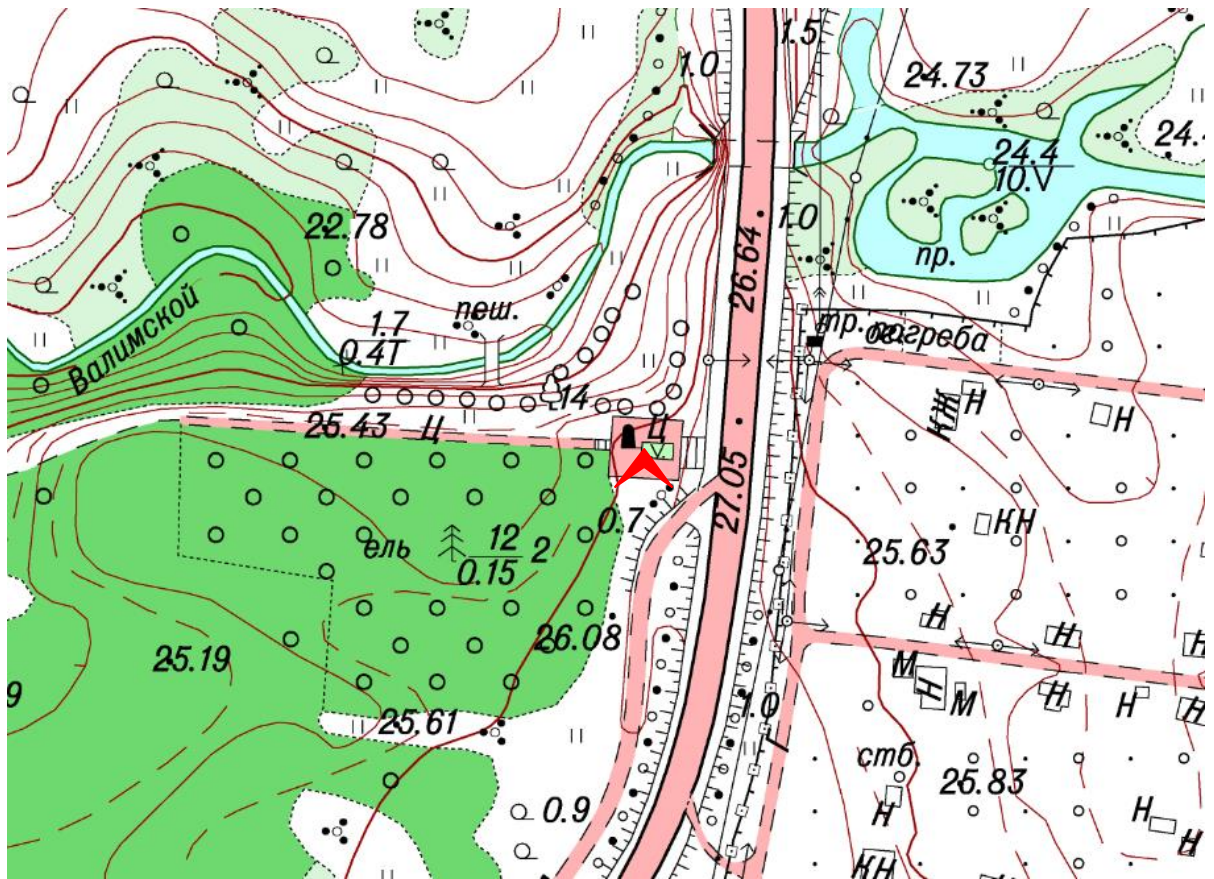 1.5
1.0
24.73
24.4
10.V
22.78
1.0
пр.
26.64
Валимской
пеш.
1.7
0.4Т
тр.
погреба
14
КЖ
Н
Н
25.43
Ц
Ц
27.05
0.7
КН
ель
12
0.15
2
25.63
26.08
Н
Н
Н
25.19
М
Н
М
Н
Н
Н
9
25.61
1.0
Г
стб.
25.83
Н
Н
Н
0.9
КН
Н
Н